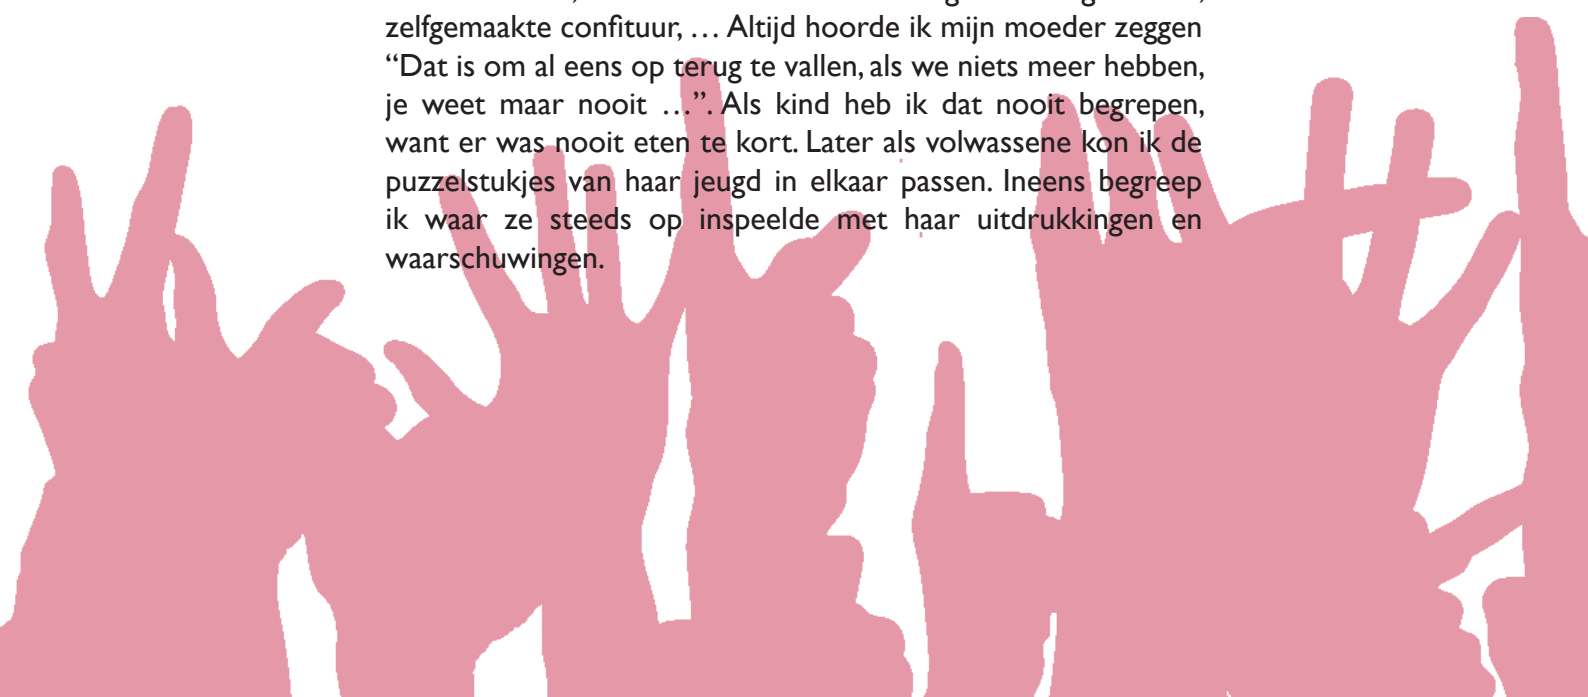 zelfgemaakte confituur, … Altijd hoorde ik mijn moeder zeggen
“Dat is om al eens op terug te vallen, als we niets meer hebben,
je weet maar nooit …”. Als kind heb ik dat nooit begrepen,
want er was nooit eten te kort. Later als volwassene kon ik de
puzzelstukjes van haar jeugd in elkaar passen. Ineens begreep
ik waar ze steeds op inspeelde met haar uitdrukkingen en
waarschuwingen.